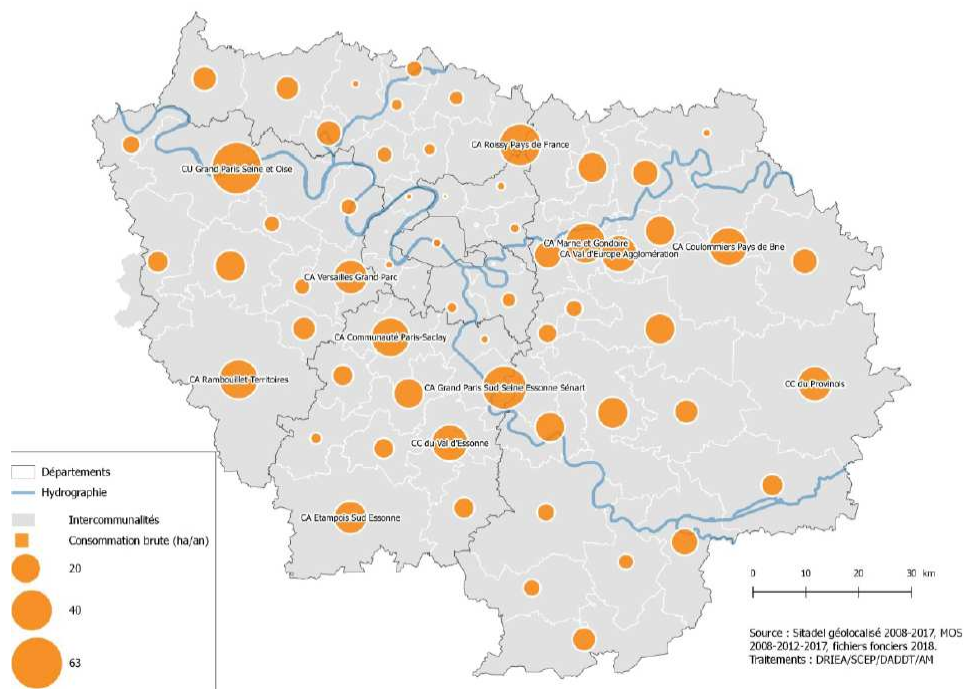 CA Roissy Pays de France
CU Grand Paris Seine et Oise
CA Marne et Gondoire
CA Coulommiers Pays de Brie
CA Val d'Europe Agglomération
CA Versailles Grand Parc
CA Communauté Paris-Saclay
CA Rambouillet Territoires
CA Grand Paris Sud Seine Essonne Sénart
CC du Provinois
CC du Val d'Essonne
CA Etampois Sud Essonne
Départements
Hydrographie
Intercommunalités
Consommation brute (ha/an)
20
40
63
0 10 20 30 km
Source : Sitadel géolocalisé 2008-2017, MOS
2008-2012-2017, fichiers fonciers 2018.
Traitements : DRIEA/SCEP/DADDT/AM